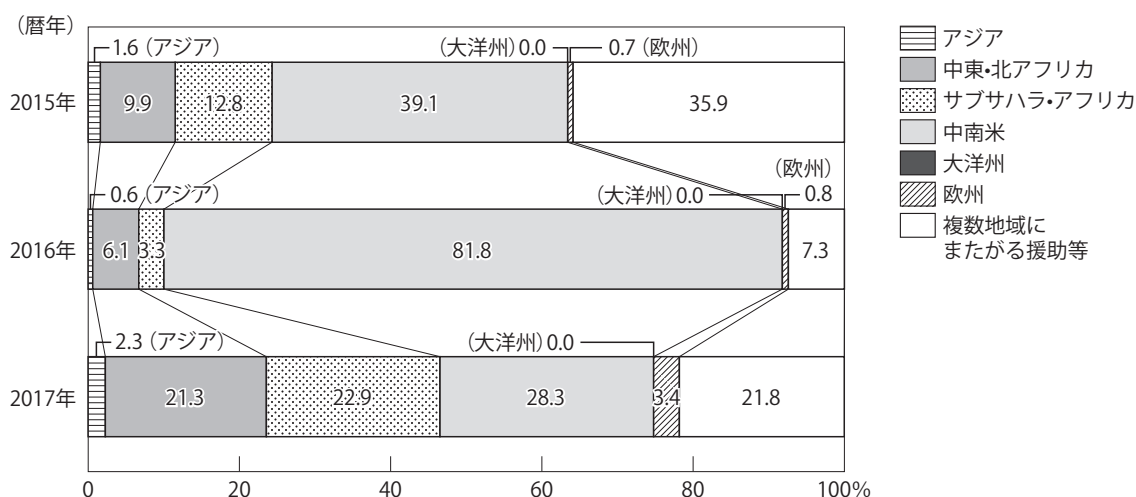 (暦年)
1.6(アジア)
(大洋州)0.0
0.7(欧州)
2015年
9.9
12.8
39.1
35.9
0.6(アジア)
(大洋州)0.0
(欧州)
0.8
2016年
6.1
3.3
81.8
7.3
2.3(アジア)
(大洋州)0.0
2017年
21.3
22.9
28.3
3.4
21.8
0
20
40
60
80
100%
アジア
中東・北アフリカ
サブサハラ・アフリカ
中南米
大洋州
欧州
複数地域に
またがる援助等